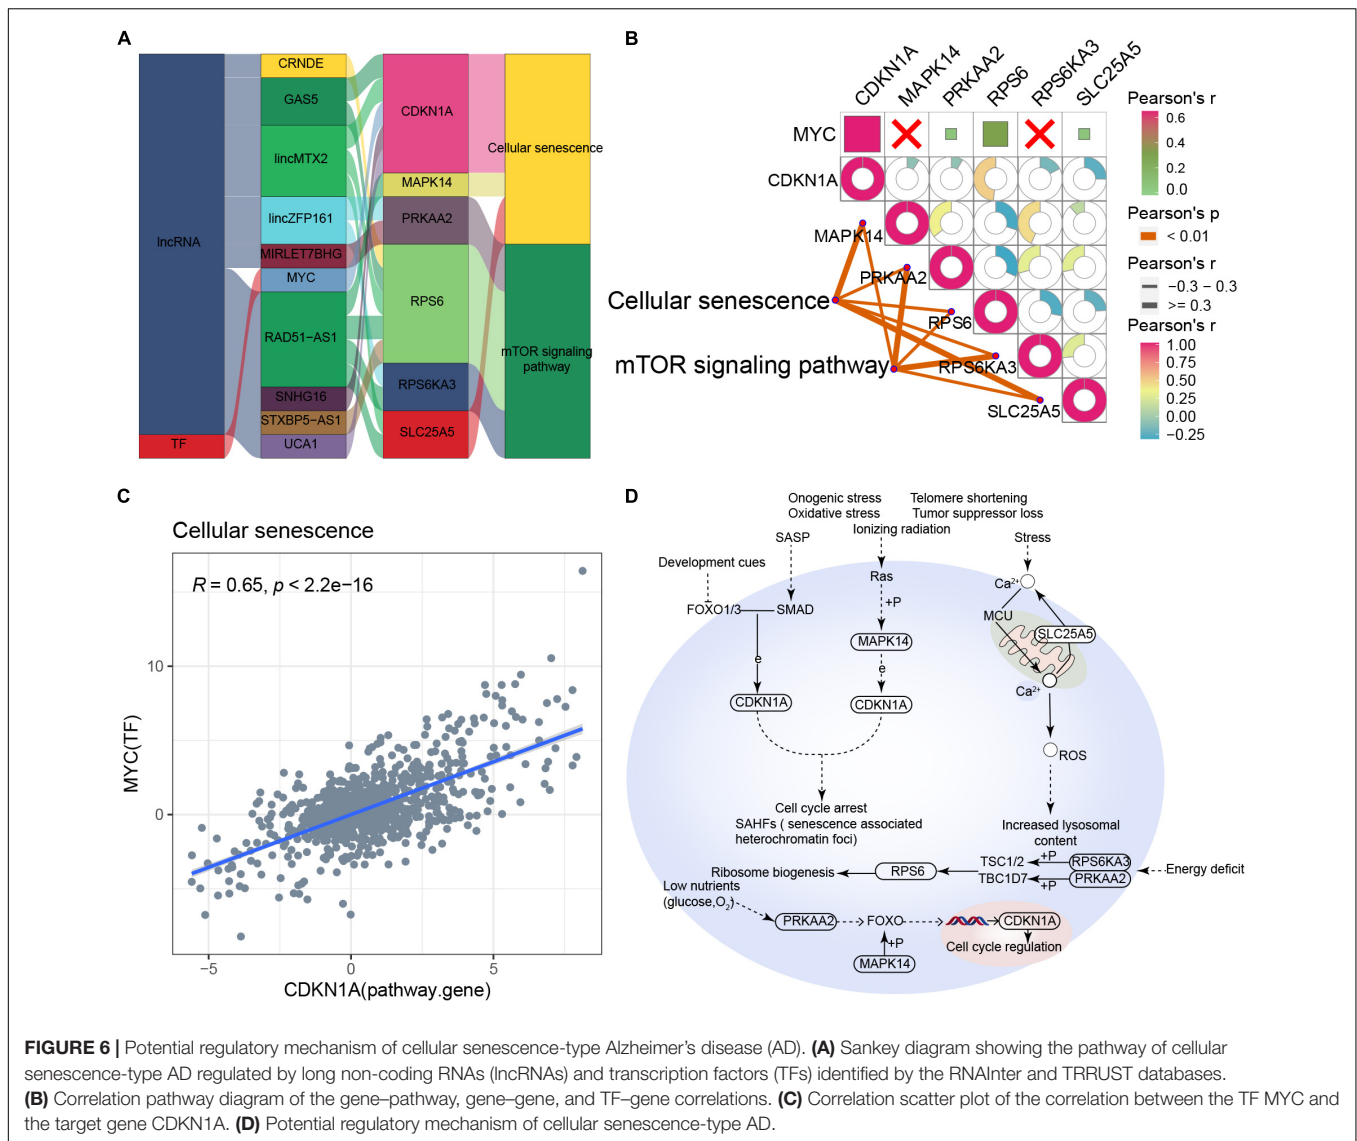 A
lncRNA
TF
CRNDE
GAS5
lincMTX2
lincZFP161
MIRLET7BHG
MYC
RAD51−AS1
SNHG16
STXBP5−AS1
UCA1
CDKN1A
MAPK14
PRKAA2
RPS6
RPS6KA3
SLC25A5
Cellular senescence
mTOR signaling
pathway
B
CDKN1A
MAPK14
PRKAA2
RPS6
RPS6KA3
SLC25A5
MYC
CDKN1A
MAPK14
PRKAA2
RPS6
RPS6KA3
SLC25A5
Cellular senescence
mTOR signaling pathway
Pearson's r
0.6
0.4
0.2
0.0
Pearson's p
< 0.01
Pearson's r
−0.3 − 0.3
>= 0.3
Pearson's r
1.00
0.75
0.50
0.25
0.00
−0.25
C
Cellular senescence
R = 0.65, p < 2.2e−16
MYC(TF)
10
0
−5
0
5
CDKN1A(pathway.gene)
D
Onogenic stress
Telomere shortening
Oxidative stress
Tumor suppressor loss
Ionizing radiation
SASP
Stress
Development cues
Ras
Ca2+
+P
FOXO1/3
SMAD
MCU
MAPK14
SLC25A5
e
e
Ca2+
CDKN1A
CDKN1A
ROS
Cell cycle arrest
SAHFs ( senescence associated
heterochromatin foci)
Increased lysosomal
content
Ribosome biogenesis
RPS6
TSC1/2
+P
RPS6KA3
TBC1D7
+P
PRKAA2
Energy deficit
Low nutrients
(glucose,O2)
PRKAA2
FOXO
CDKN1A
+P
Cell cycle regulation
MAPK14
FIGURE 6 | Potential regulatory mechanism of cellular senescence-type Alzheimer's disease (AD). (A) Sankey diagram showing the pathway of cellular
senescence-type AD regulated by long non-coding RNAs (lncRNAs) and transcription factors (TFs) identified by the RNAInter and TRRUST databases.
(B) Correlation pathway diagram of the gene–pathway, gene–gene, and TF–gene correlations. (C) Correlation scatter plot of the correlation between the TF MYC and
the target gene CDKN1A. (D) Potential regulatory mechanism of cellular senescence-type AD.